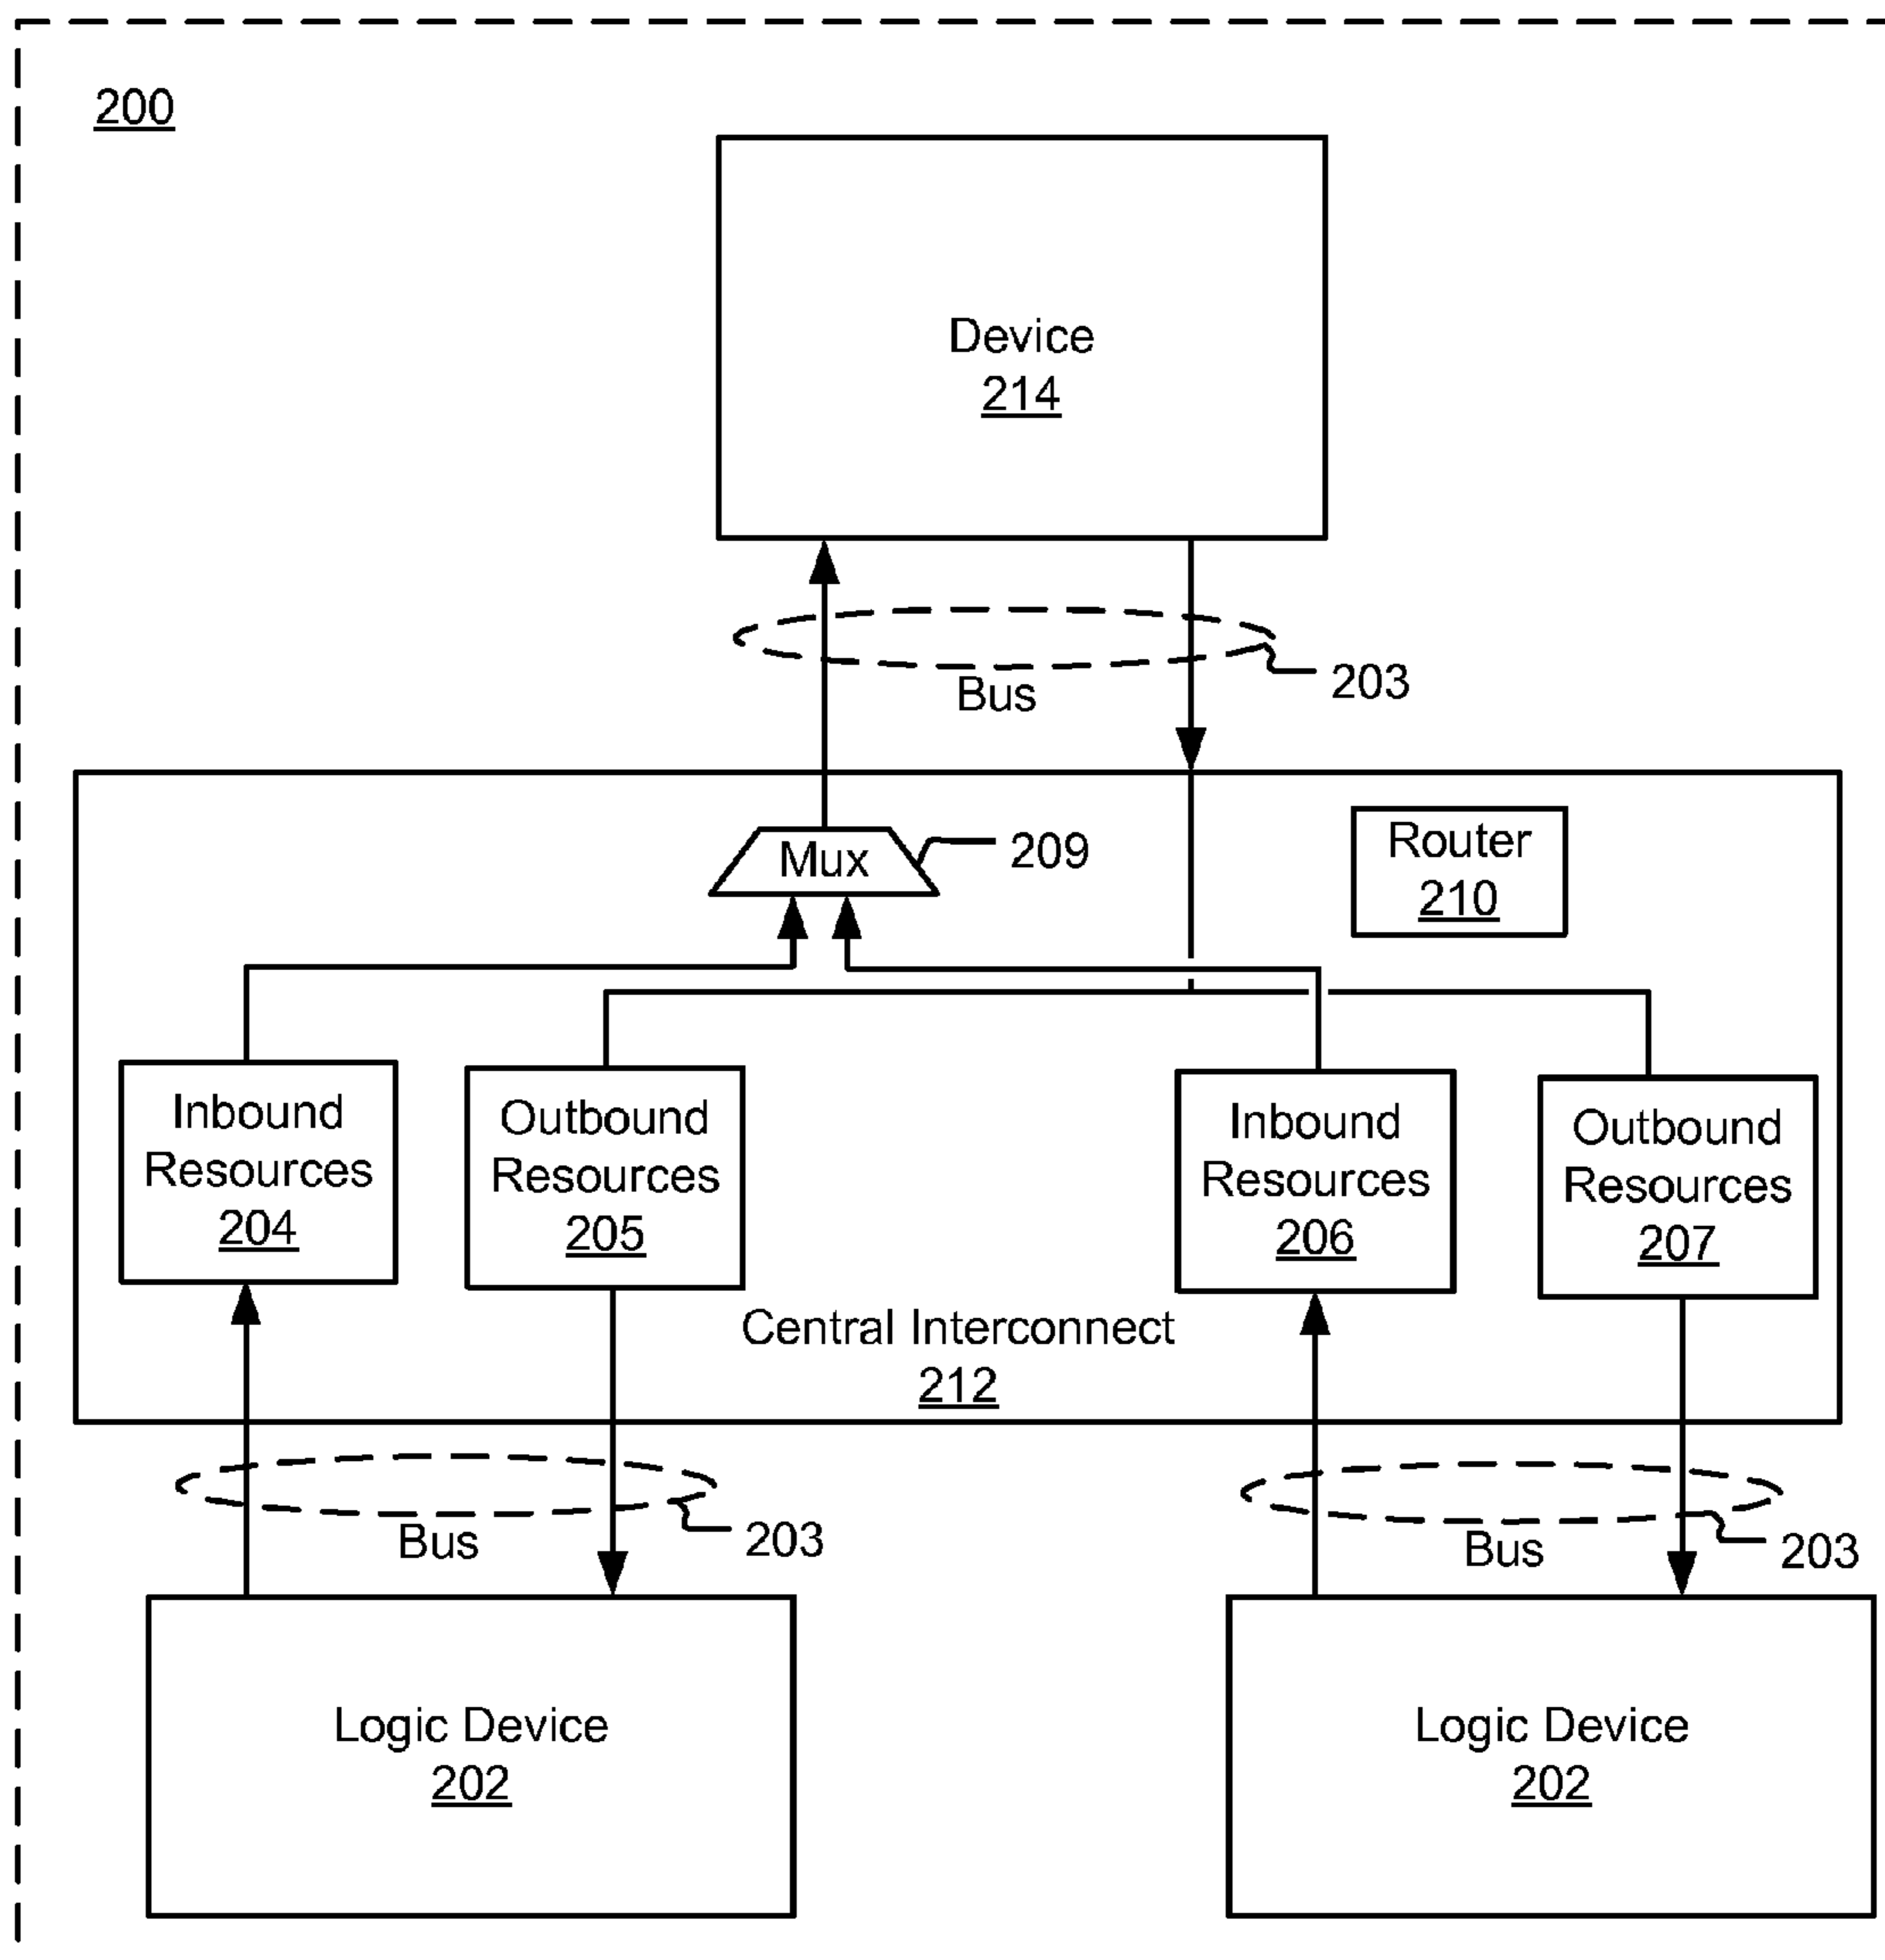 200
Device
214
Bus
203
Mux
209
Router
210
Inbound
Resources
204
Outbound
Resources
205
Inbound
Resources
206
Outbound
Resources
207
Central Interconnect
212
Bus
203
Bus
203
Logic Device
202
Logic Device
202